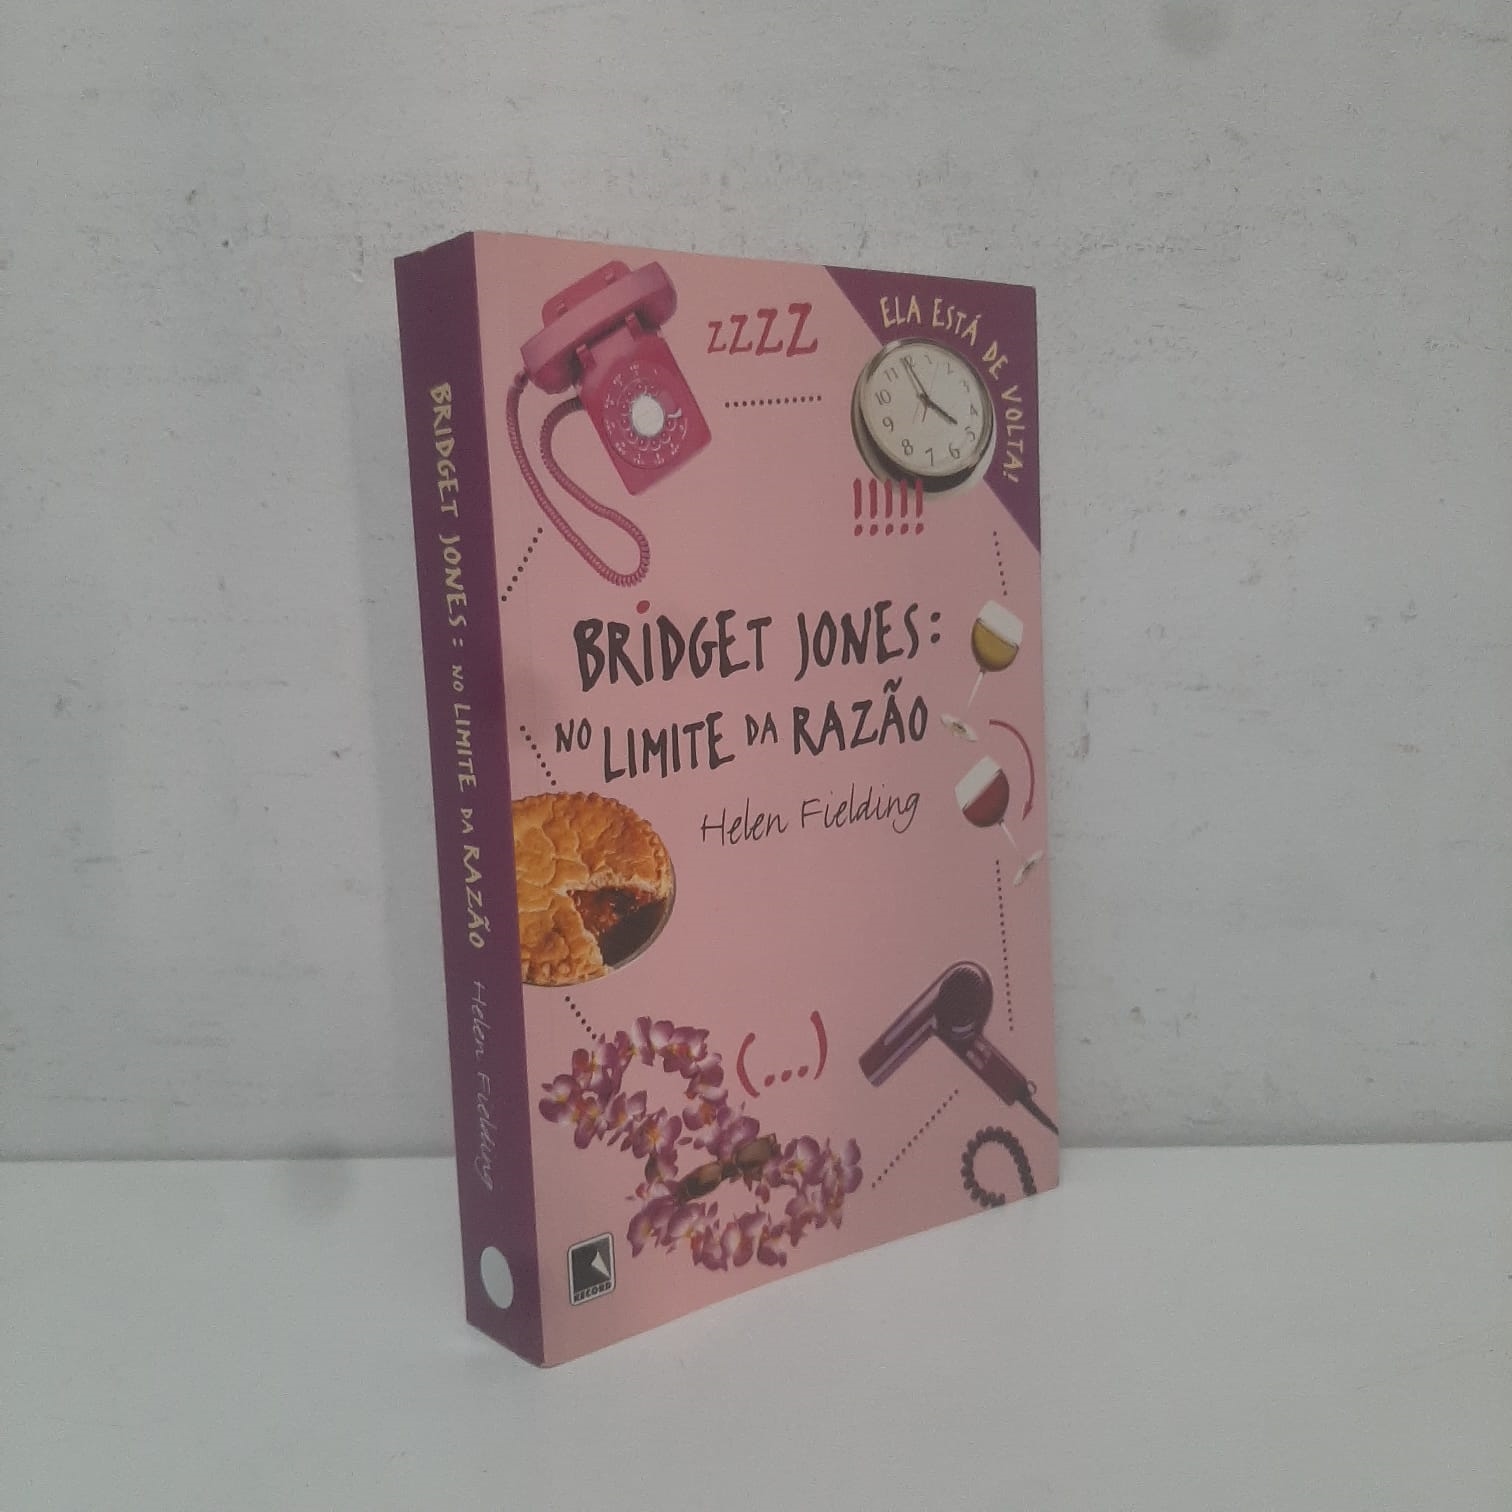 BRIDGET JONES: NO LIMITE DA RAZÃO Helen Fielding
ZZZZ
ELA ESTÁ DE VOLTA!
!!!!!
BRIDGET JONES:
NO LIMITE DA RAZÃO
Helen Fielding
(...)
RECORD